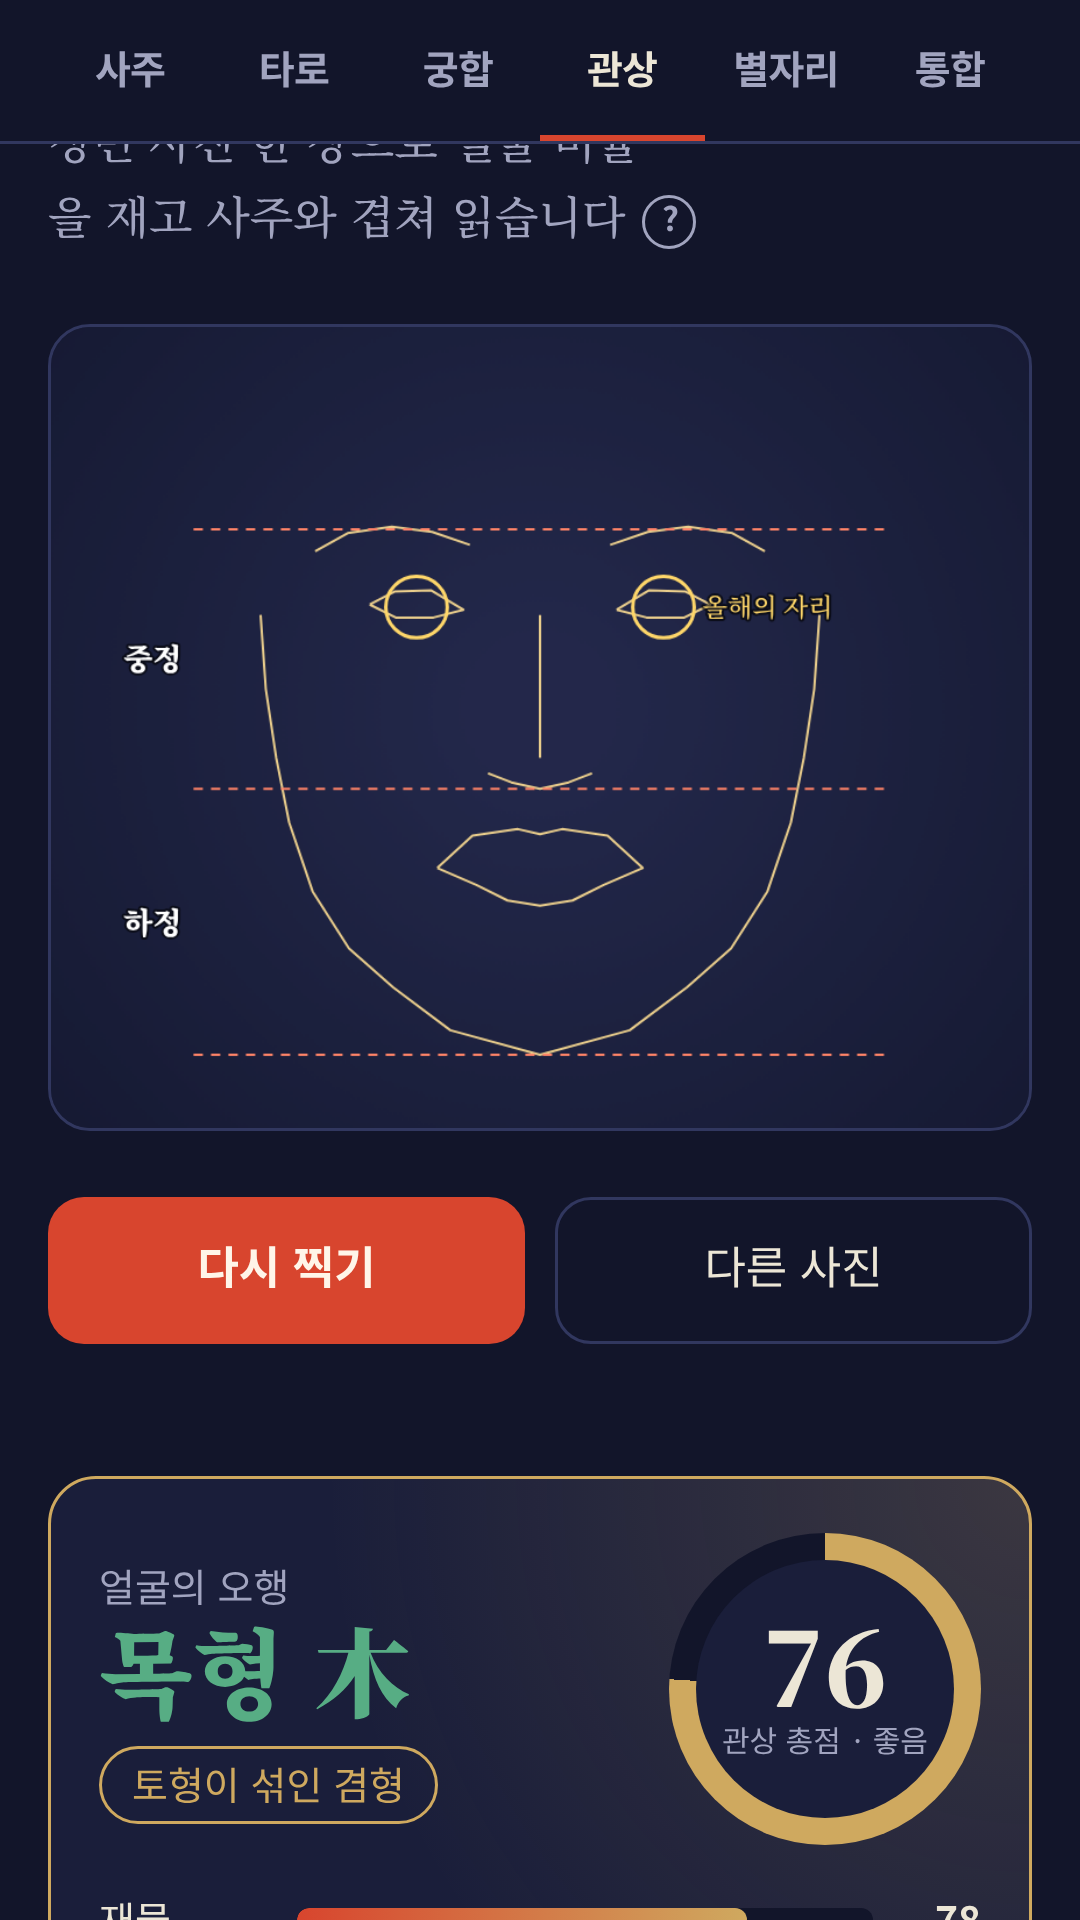 사주 타로 궁합 관상 별자리 통합
을 재고 사주와 겹쳐 읽습니다 ?
올해의 자리
중정
하정
다시 찍기 다른 사진
얼굴의 오행
목형 木
76
관상 총점 · 좋음
토형이 섞인 겸형
재물 78